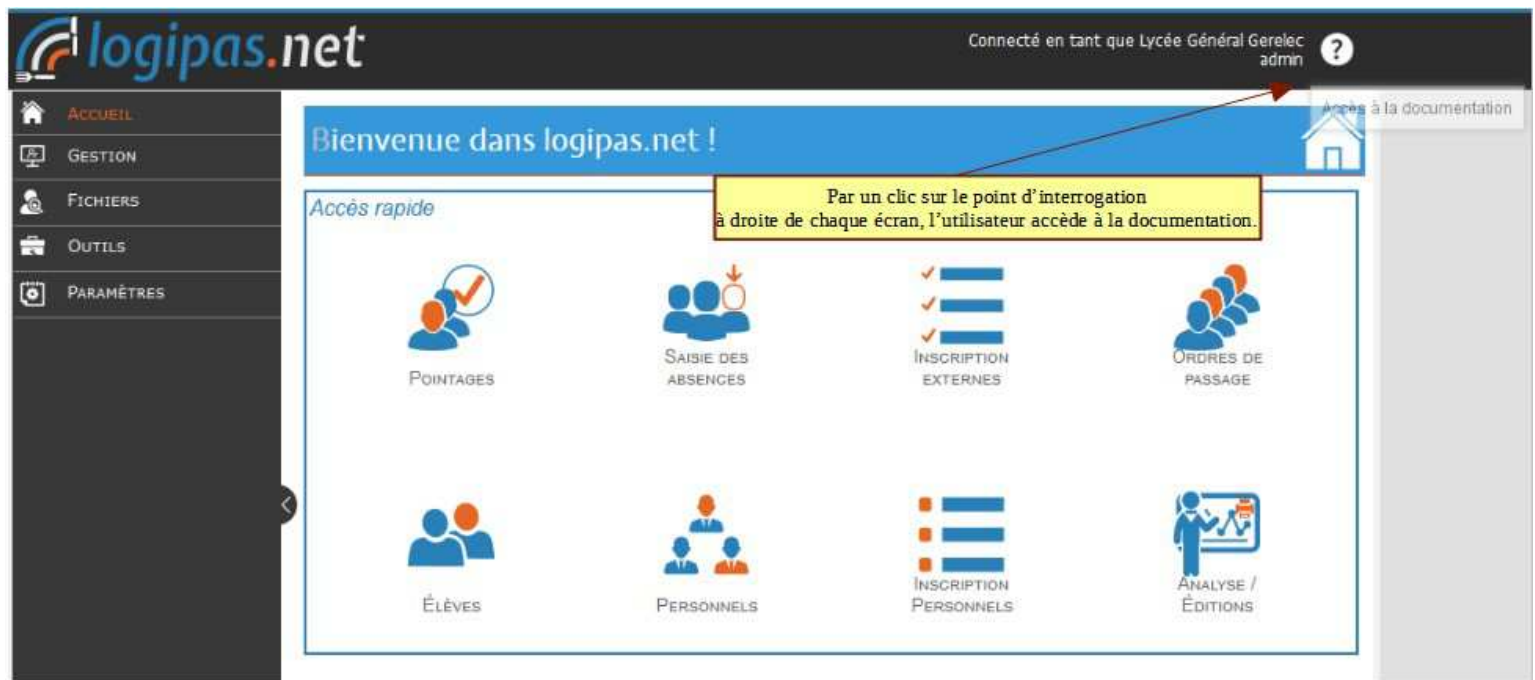 logipas.net
Connecté en tant que Lycée Général Gerelec
admin
?
Accès à la documentation
ACCUEIL
GESTION
FICHIERS
OUTILS
PARAMÈTRES
Bienvenue dans logipas.net !
Par un clic sur le point d'interrogation
à droite de chaque écran, l'utilisateur accède à la documentation.
Accès rapide
POINTAGES
SAISIE DES
ABSENCES
INSCRIPTION
EXTERNES
ORDRES DE
PASSAGE
ÉLÈVES
PERSONNELS
INSCRIPTION
PERSONNELS
ANALYSE /
ÉDITIONS